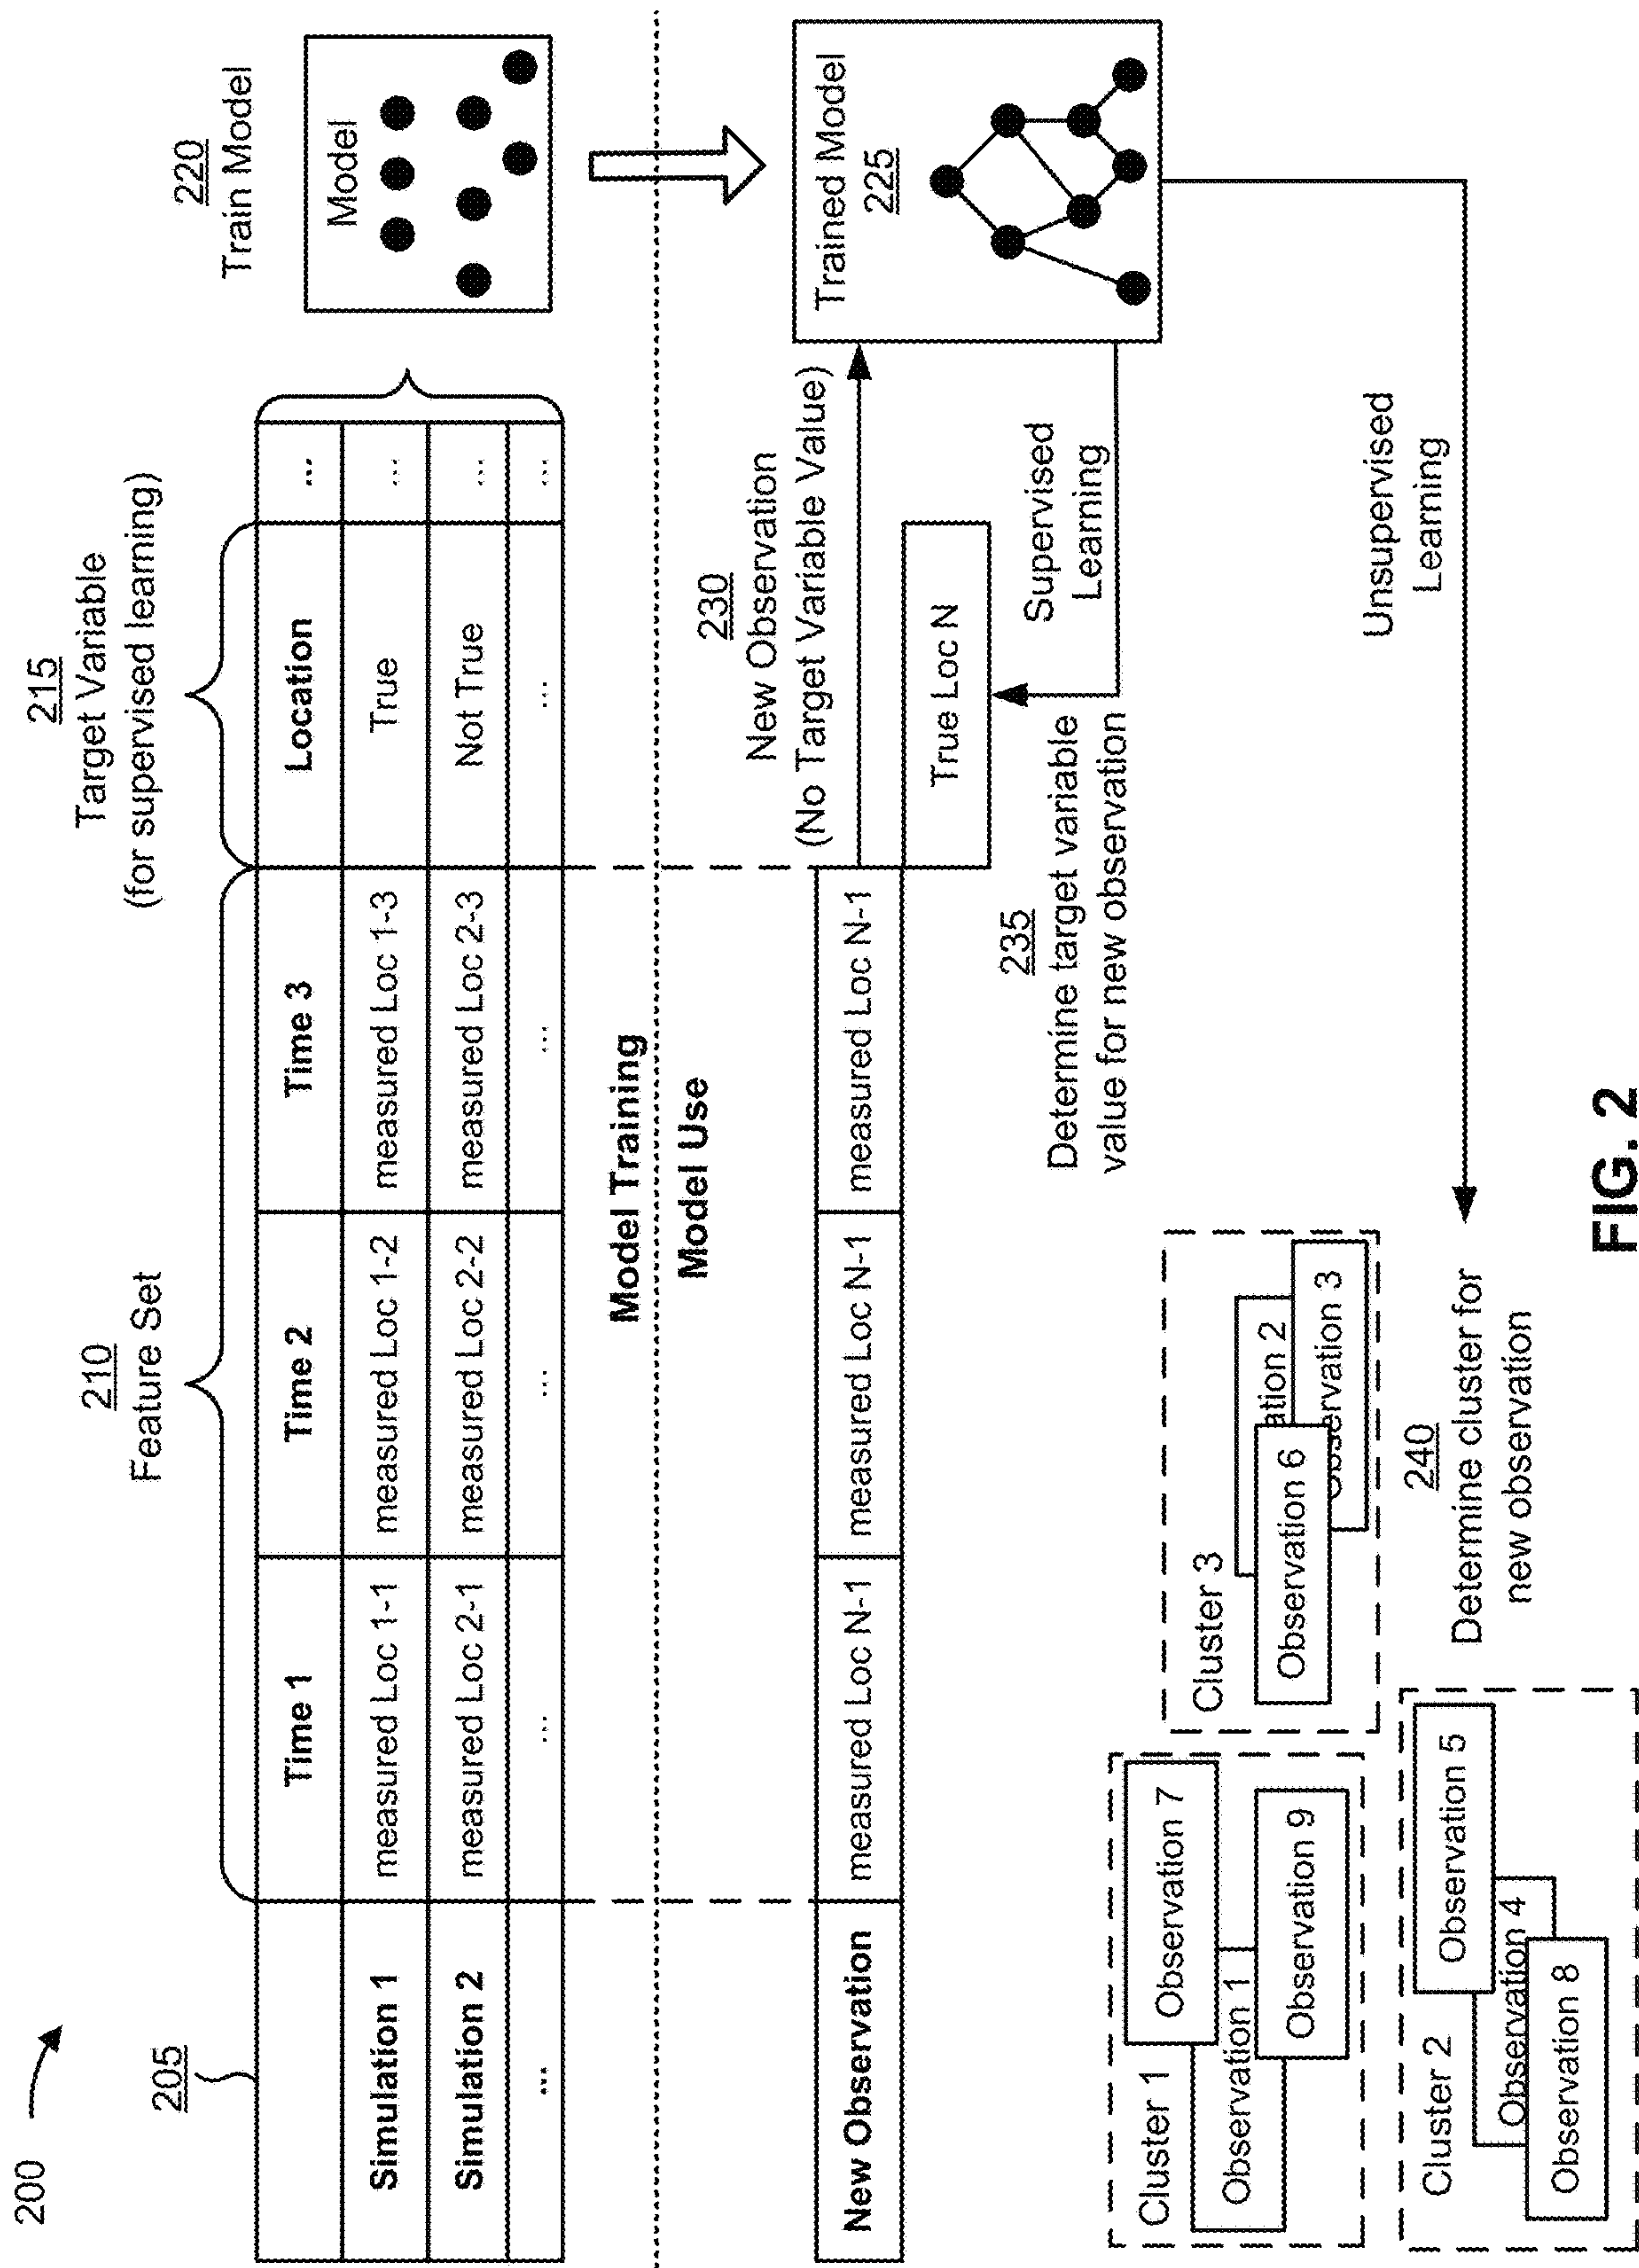 200
205
210
Feature Set
215
Target Variable
(for supervised learning)
220
Train Model
Time 1
Time 2
Time 3
Location
...
Simulation 1
measured Loc 1-1
measured Loc 1-2
measured Loc 1-3
True
...
Simulation 2
measured Loc 2-1
measured Loc 2-2
measured Loc 2-3
Not True
...
...
...
...
...
...
...
Model
Model Training
Model Use
230
New Observation
(No Target Variable Value)
New Observation
measured Loc N-1
measured Loc N-1
measured Loc N-1
True Loc N
Trained Model
225
235
Determine target variable
value for new observation
Supervised
Learning
Cluster 1
Observation 7
Observation 1
Observation 9
Cluster 3
ation 2
Observation 6
bservation 3
Cluster 2
Observation 5
Observation 4
Observation 8
240
Determine cluster for
new observation
Unsupervised
Learning
FIG. 2